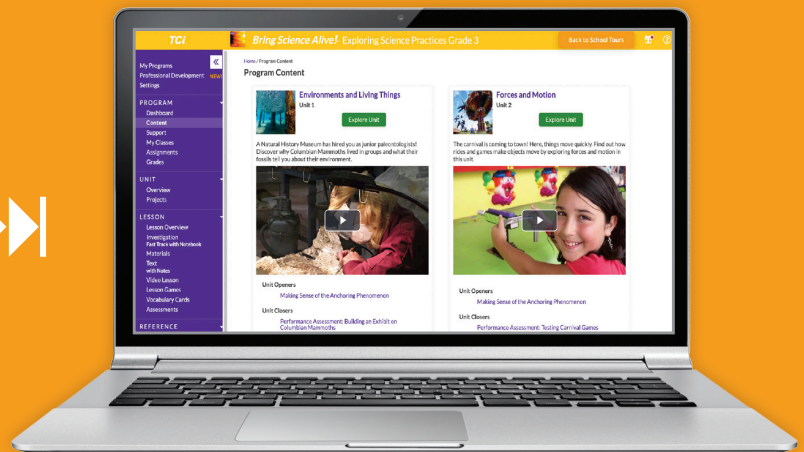 TCi
Bring Science Alive! - Exploring Science Practices Grade 3
Back to School Tours
My Programs
Professional Development NEW!
Settings
PROGRAM
Dashboard
Content
Support
My Classes
Assignments
Grades
UNIT
Overview
Projects
LESSON
Lesson Overview
Investigation
Fast Track with Notebook
Materials
Text
with Notes
Video Lesson
Lesson Games
Vocabulary Cards
Assessments
REFERENCE
Home / Program Content
Program Content
Environments and Living Things
Unit 1
Explore Unit
A Natural History Museum has hired you as junior paleontologists!
Discover why Columbian Mammoths lived in groups and what their
fossils tell you about their environment.
Unit Openers
Making Sense of the Anchoring Phenomenon
Unit Closers
Performance Assessment: Building an Exhibit on
Columbian Mammoths
Forces and Motion
Unit 2
Explore Unit
The carnival is coming to town! Here, things move quickly. Find out how
rides and games make objects move by exploring forces and motion in
this unit.
Unit Openers
Making Sense of the Anchoring Phenomenon
Unit Closers
Performance Assessment: Testing Carnival Games